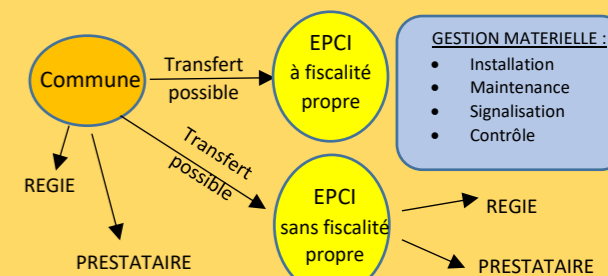 Commune
Transfert
possible
EPCI
à fiscalité
propre
GESTION MATERIELLE :
• Installation
• Maintenance
• Signalisation
• Contrôle
Transfert
possible
REGIE
PRESTATAIRE
EPCI
sans fiscalité
propre
REGIE
PRESTATAIRE